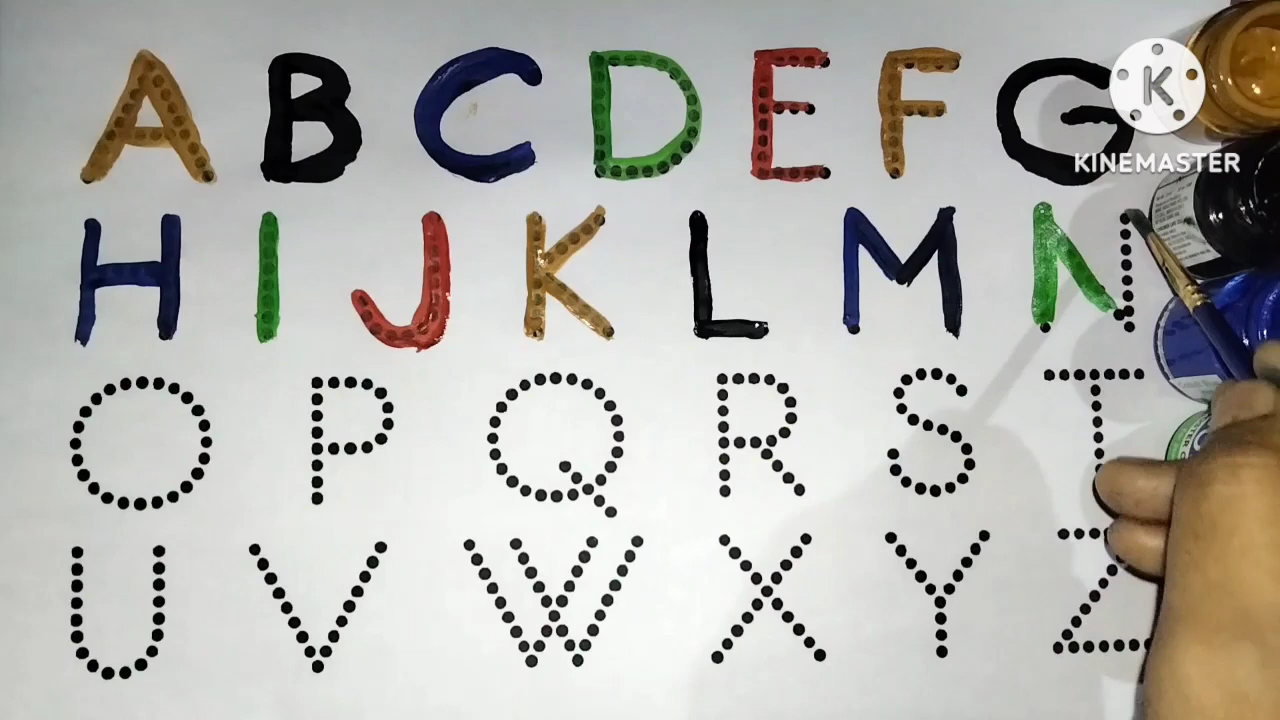 A B C D E F G
K
KINEMASTER
H I J K L M N
O P Q R S T
U V W X Y Z